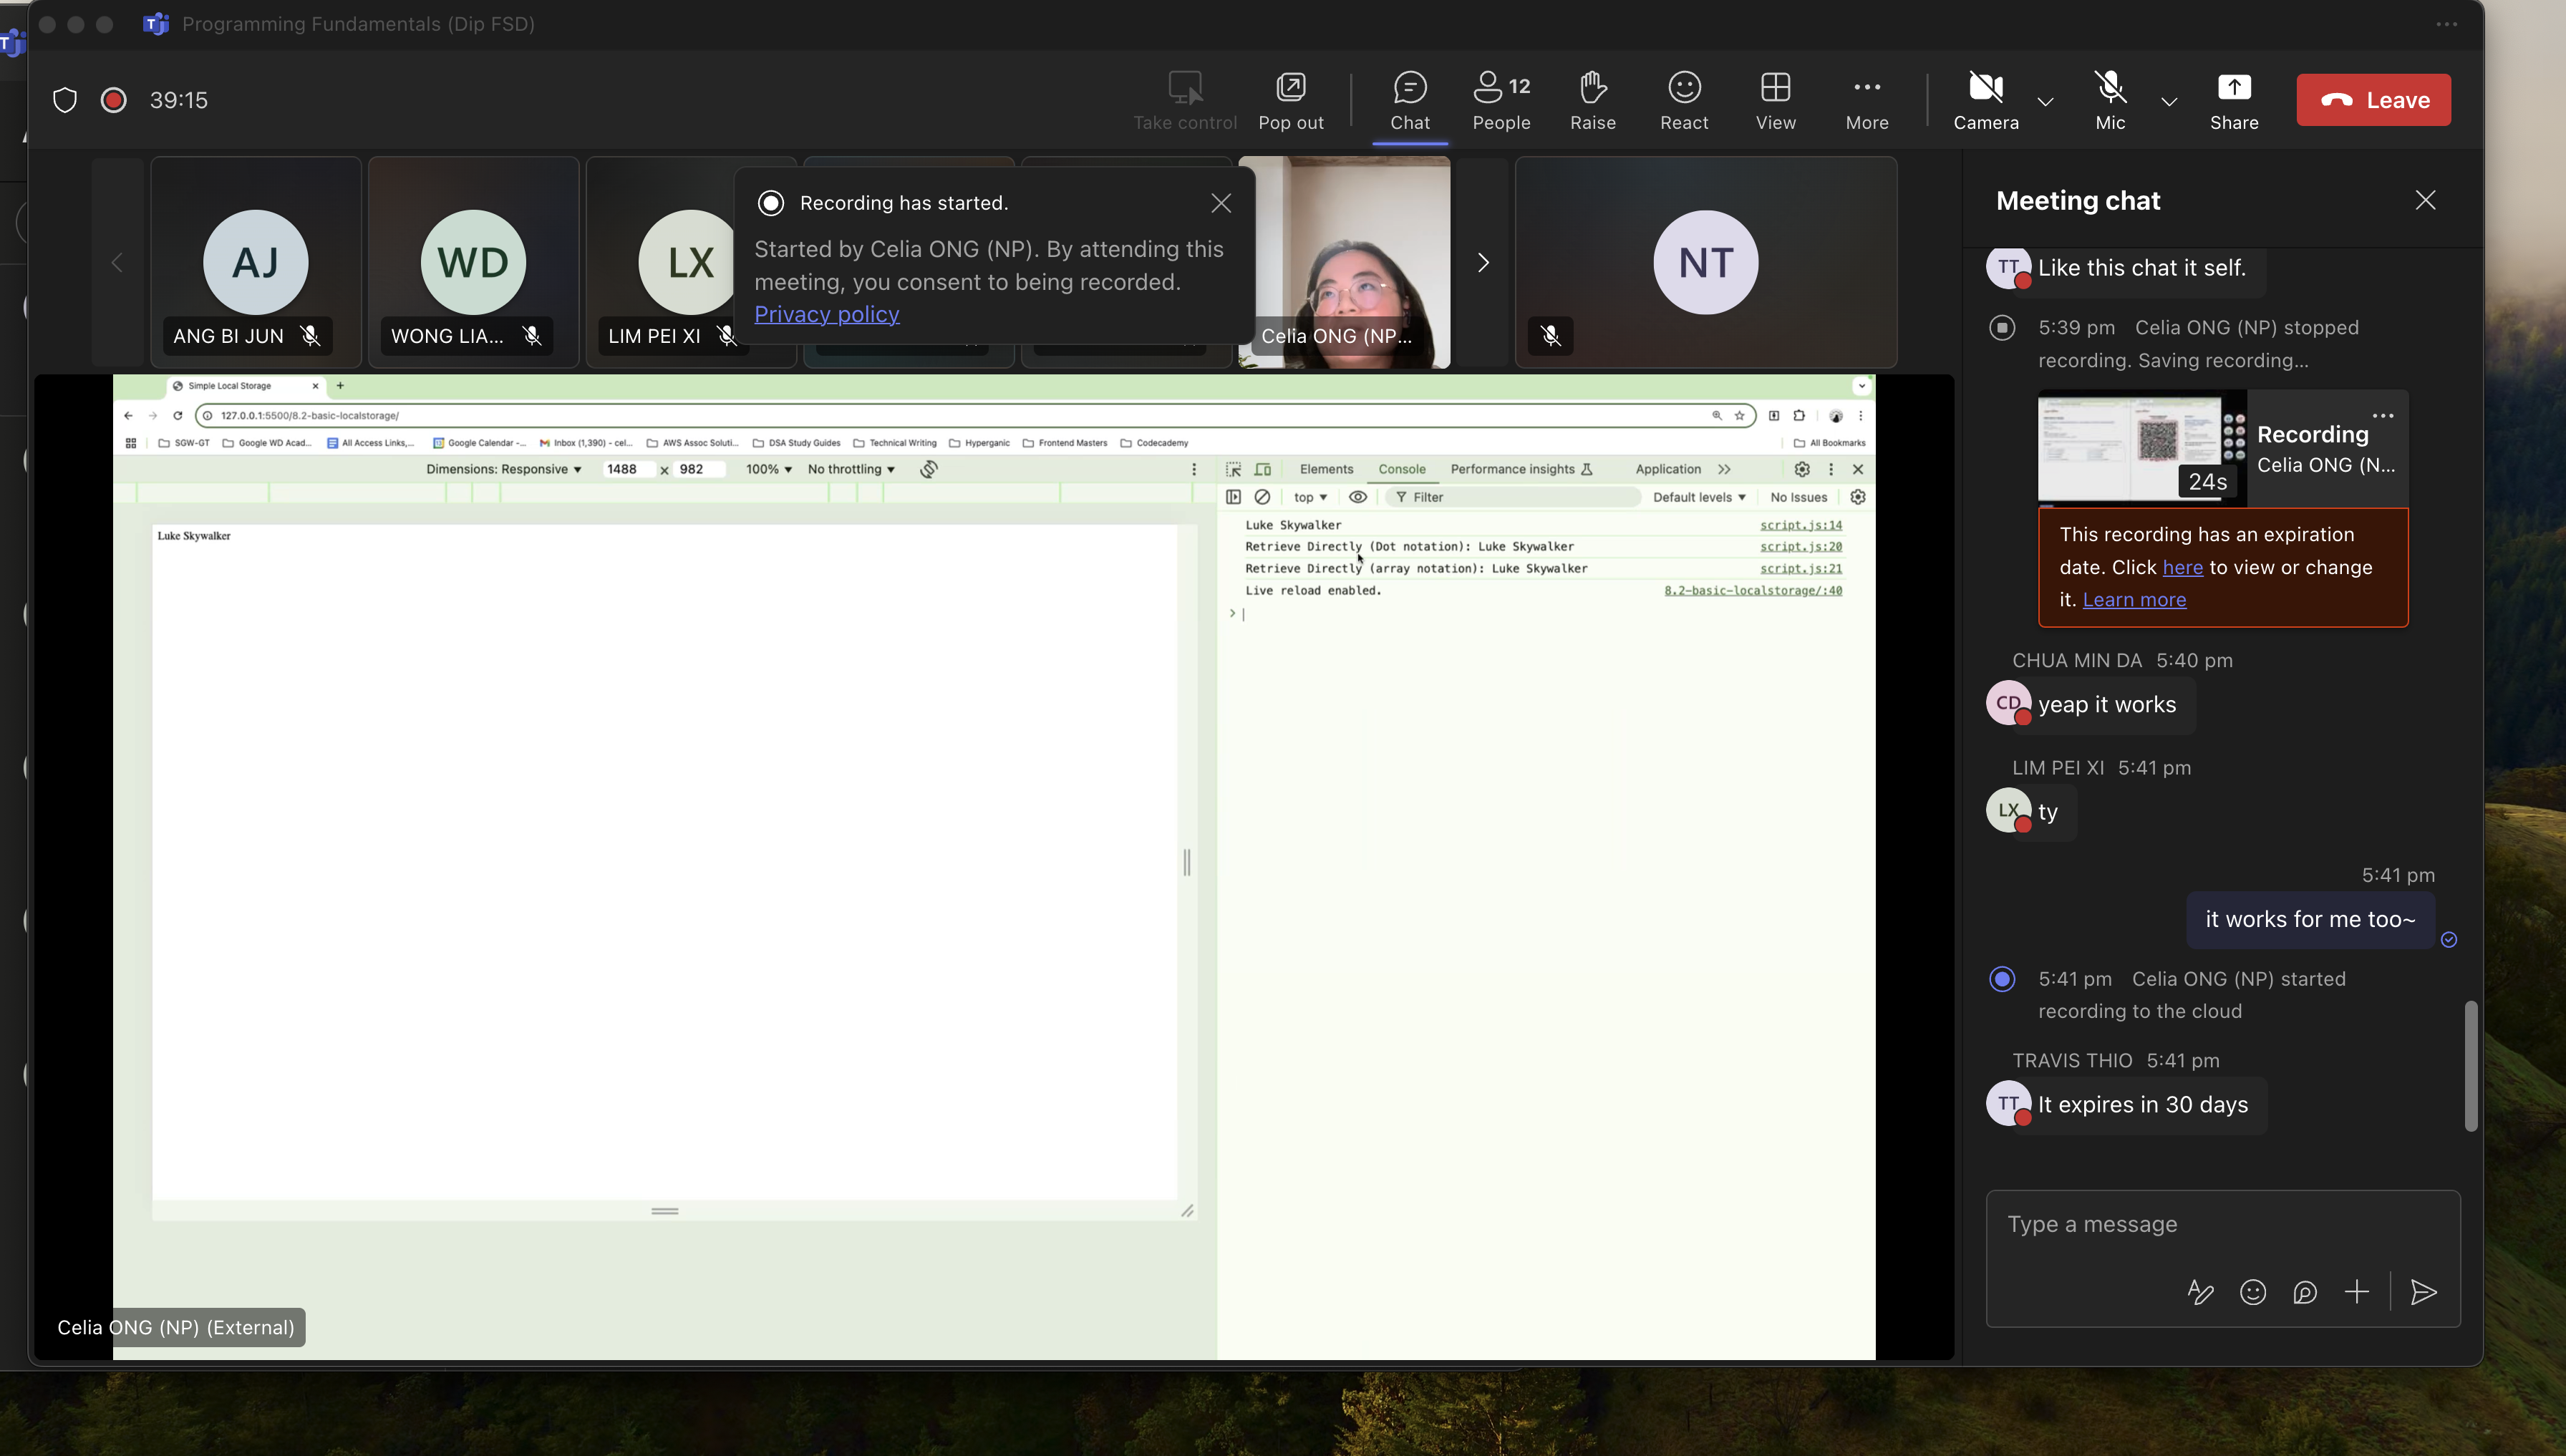 Programming Fundamentals (Dip FSD)
39:15
Take control
Pop out
Chat
People
12
Raise
React
View
More
Camera
Mic
Share
Leave
AJ
ANG BI JUN
WD
WONG LIA...
LX
LIM PEI XI
Recording has started.
Started by Celia ONG (NP). By attending this
meeting, you consent to being recorded.
Privacy policy
Celia ONG (NP...
NT
Simple Local Storage
127.0.0.1:5500/8.2-basic-localstorage/
SGW-GT
Google WD Acad...
All Access Links,...
Google Calendar -...
Inbox (1,390) - cel...
AWS Assoc Soluti...
DSA Study Guides
Technical Writing
Hyperganic
Frontend Masters
Codecademy
All Bookmarks
Dimensions: Responsive
1488 x 982
100%
No throttling
Elements
Console
Performance insights
Application
top
Filter
Default levels
No Issues
Luke Skywalker
Luke Skywalker script.js:14
Retrieve Directly (Dot notation): Luke Skywalker script.js:20
Retrieve Directly (array notation): Luke Skywalker script.js:21
Live reload enabled. 8.2-basic-localstorage/:40
Celia ONG (NP) (External)
Meeting chat
TT
Like this chat it self.
5:39 pm Celia ONG (NP) stopped
recording. Saving recording...
24s
Recording
Celia ONG (N...
This recording has an expiration
date. Click here to view or change
it. Learn more
CHUA MIN DA 5:40 pm
CD
yeap it works
LIM PEI XI 5:41 pm
LX
ty
5:41 pm
it works for me too~
5:41 pm Celia ONG (NP) started
recording to the cloud
TRAVIS THIO 5:41 pm
TT
It expires in 30 days
Type a message